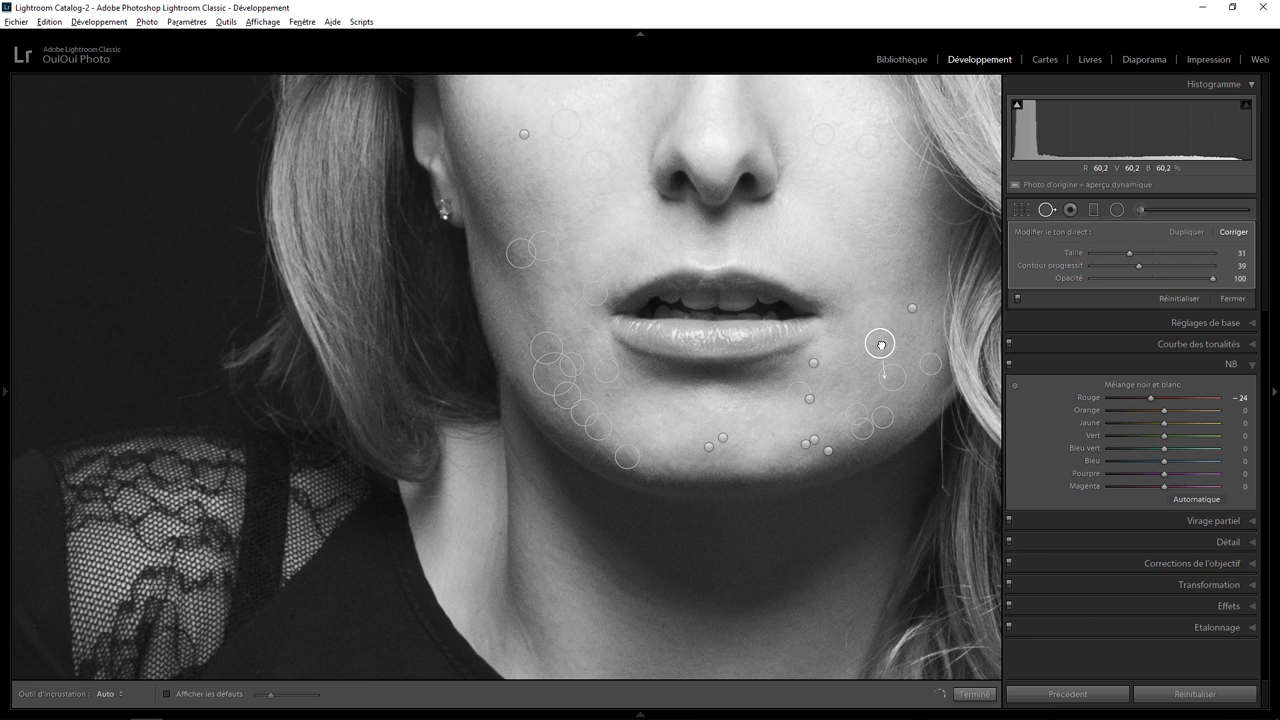 Lightroom Catalog-2 - Adobe Photoshop Lightroom Classic - Développement
Fichier Edition Développement Photo Paramètres Outils Affichage Fenêtre Aide Scripts
Lr
Adobe Lightroom Classic
OuiOui Photo
Bibliothèque | Développement | Cartes | Livres | Diaporama | Impression | Web
Histogramme
R 60,2 V 60,2 B 60,2 %
Photo d'origine + aperçu dynamique
Modifier le ton direct : Dupliquer Corriger
Taille 31
Contour progressif 39
Opacité 100
Réinitialiser Fermer
Réglages de base
Courbe des tonalités
NB
Mélange noir et blanc
Rouge – 24
Orange 0
Jaune 0
Vert 0
Bleu vert 0
Bleu 0
Pourpre 0
Magenta 0
Automatique
Virage partiel
Détail
Corrections de l'objectif
Transformation
Effets
Etalonnage
Outil d'incrustation : Auto Afficher les défauts Terminé
Précédent Réinitialiser